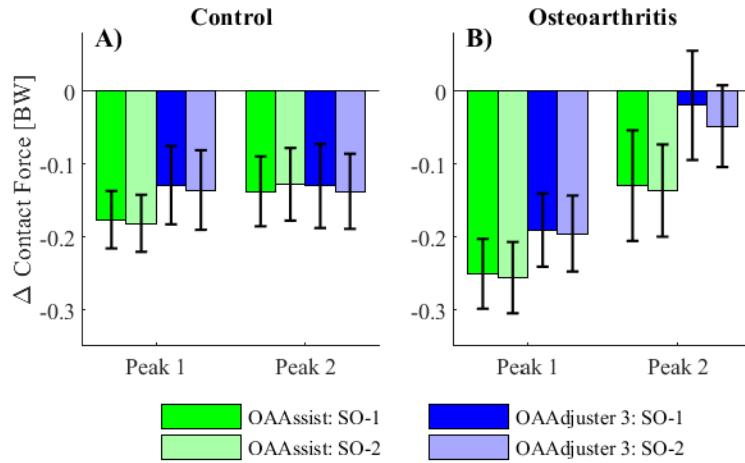 Control
Osteoarthritis
A)
B)
Δ Contact Force [BW]
0
-0.1
-0.2
-0.3
0
-0.1
-0.2
-0.3
Peak 1
Peak 2
Peak 1
Peak 2
OAAssist: SO-1
OAAdjuster 3: SO-1
OAAssist: SO-2
OAAdjuster 3: SO-2